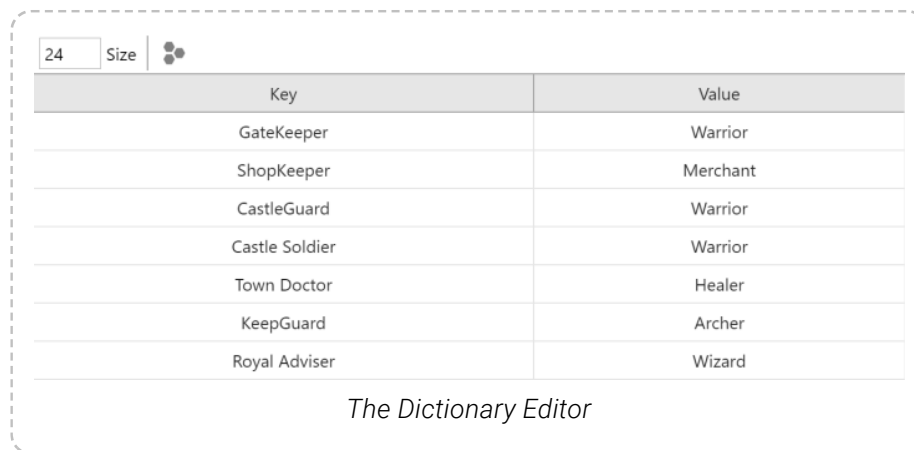 24 Size
Key Value
GateKeeper Warrior
ShopKeeper Merchant
CastleGuard Warrior
Castle Soldier Warrior
Town Doctor Healer
KeepGuard Archer
Royal Adviser Wizard
The Dictionary Editor